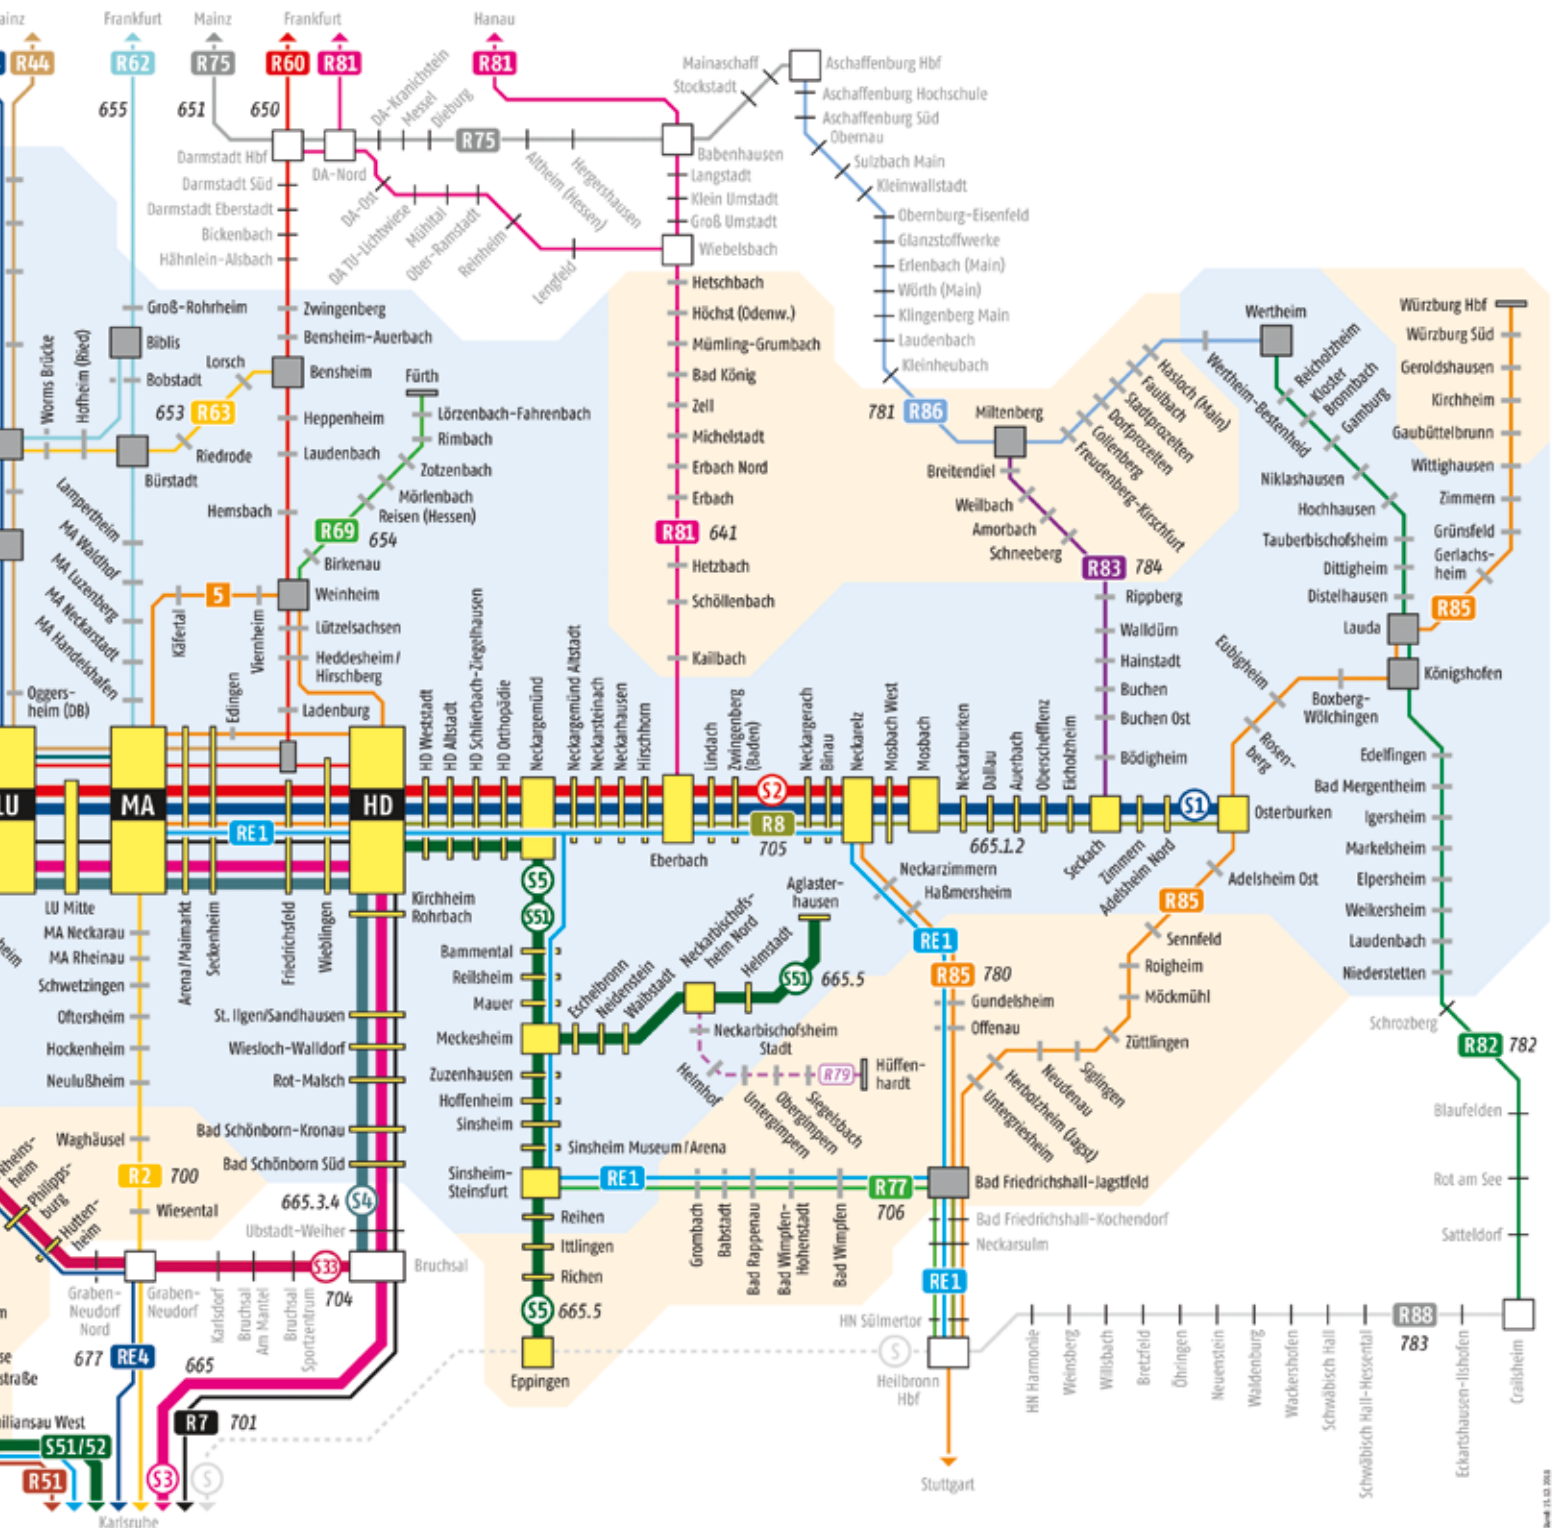 ainz
Frankfurt
Mainz
Frankfurt
Hanau
R44
R62
R75
R60
R81
R81
655
651
650
DA-Kranichstein
Messel
Dieburg
R75
Altheim (Hessen)
Hergershausen
Mainaschaff
Stockstadt
Aschaffenburg Hbf
Aschaffenburg Hochschule
Aschaffenburg Süd
Obernau
Sulzbach Main
Kleinwallstadt
Obernburg-Eisenfeld
Glanzstoffwerke
Erlenbach (Main)
Wörth (Main)
Klingenberg Main
Laudenbach
Kleinheubach
781
R86
Miltenberg
Darmstadt Hbf
DA-Nord
Darmstadt Süd
Darmstadt Eberstadt
Bickenbach
Hähnlein-Alsbach
DA-Ost
DA TU-Lichtwiese
Mühltal
Ober-Ramstadt
Reinheim
Lengfeld
Babenhausen
Langstadt
Klein Umstadt
Groß Umstadt
Wiebelsbach
Hetschbach
Höchst (Odenw.)
Mümling-Grumbach
Bad König
Zell
Michelstadt
Erbach Nord
Erbach
R81
641
Hetzbach
Schöllenbach
Kailbach
Groß-Rohrheim
Biblis
Bobstadt
Worms Brücke
Hofheim (Ried)
Lorsch
653
R63
Riedrode
Bürstadt
Zwingenberg
Bensheim-Auerbach
Bensheim
Heppenheim
Laudenbach
Hemsbach
Fürth
Lörzenbach-Fahrenbach
Rimbach
Zotzenbach
Mörlenbach
Reisen (Hessen)
R69
654
Birkenau
Weinheim
Lützelsachsen
Heddesheim/
Hirschberg
Ladenburg
Lampertheim
MA Waldhof
MA Luzenberg
MA Neckarstadt
MA Handelshafen
Käfertal
5
Viernheim
Edingen
Oggers-
heim (DB)
Hasloch (Main)
Faulbach
Stadtprozelten
Dorfprozelten
Collenberg
Freudenberg-Kirschfurt
Wertheim
Wertheim-Bestenheid
Reicholzheim
Kloster
Bronnbach
Gamburg
Niklashausen
Hochhausen
Tauberbischofsheim
Dittigheim
Distelhausen
Lauda
Königshofen
Würzburg Hbf
Würzburg Süd
Geroldshausen
Kirchheim
Gaubüttelbrunn
Wittighausen
Zimmern
Grünsfeld
Gerlachs-
heim
R85
Breitendiel
Weilbach
Amorbach
Schneeberg
R83
784
Rippberg
Walldürn
Hainstadt
Buchen
Buchen Ost
Bödigheim
Eubigheim
Boxberg-
Wölchingen
Rosen-
berg
Edelfingen
Bad Mergentheim
Igersheim
Markelsheim
Elpersheim
Weikersheim
Laudenbach
Niederstetten
Schrozberg
R82
782
Blaufelden
Rot am See
Satteldorf
Crailsheim
HD Weststadt
HD Altstadt
HD Schlierbach-Ziegelhausen
HD Orthopädie
Neckargemünd
Neckargemünd Altstadt
Neckarsteinach
Neckarhausen
Hirschhorn
Lindach
Zwingenberg
(Baden)
Neckargerach
Binau
Neckarelz
Mosbach West
Mosbach
Neckarburken
Dallau
Auerbach
Oberschefflenz
Eicholzheim
LU
MA
HD
RE1
S2
R8
705
Eberbach
665.1.2
Seckach
Zimmern
Adelsheim Nord
S1
Osterburken
Adelsheim Ost
R85
Sennfeld
Roigheim
Möckmühl
Züttlingen
Siglingen
Neudenau
Herbolzheim (Jagst)
Untergriesheim
LU Mitte
MA Neckarau
MA Rheinau
Schwetzingen
Oftersheim
Hockenheim
Neulußheim
Waghäusel
R2
700
Wiesental
Arena/Maimarkt
Seckenheim
Friedrichsfeld
Wieblingen
Kirchheim
Rohrbach
St. Ilgen/Sandhausen
Wiesloch-Walldorf
Rot-Malsch
Bad Schönborn-Kronau
Bad Schönborn Süd
665.3.4
S4
Ubstadt-Weiher
Bruchsal
S5
S51
Bammental
Reilsheim
Mauer
Meckesheim
Zuzenhausen
Hoffenheim
Sinsheim
Sinsheim Museum/Arena
Sinsheim-
Steinsfurt
Reihen
Ittlingen
Richen
S5
665.5
Eppingen
Eschelbronn
Neidenstein
Waibstadt
Neckarbischofs-
heim Nord
Helmstadt
Aglaster-
hausen
S51
665.5
Neckarbischofsheim
Stadt
Helmhof
Untergimpern
Obergimpern
Siegelsbach
R79
Hüffen-
hardt
Neckarzimmern
Haßmersheim
RE1
R85
780
Gundelsheim
Offenau
RE1
Grombach
Babstadt
Bad Rappenau
Bad Wimpfen-
Hohenstadt
Bad Wimpfen
R77
706
Bad Friedrichshall-Jagstfeld
Bad Friedrichshall-Kochendorf
Neckarsulm
RE1
HN Sülmertor
S
Heilbronn
Hbf
Stuttgart
HN Harmonie
Weinsberg
Willsbach
Bretzfeld
Öhringen
Neuenstein
Waldenburg
Wackershofen
Schwäbisch Hall
Schwäbisch Hall-Hessental
R88
783
Eckartshausen-Ilshofen
heim
Rheins-
heim
Philipps-
burg
Hutten-
heim
Graben-
Neudorf
Nord
Graben-
Neudorf
Karlsdorf
Bruchsal
Am Mantel
Bruchsal
Sportzentrum
S33
704
677
RE4
665
R7
701
straße
iliansau West
S51/52
R51
S3
S
Karlsruhe